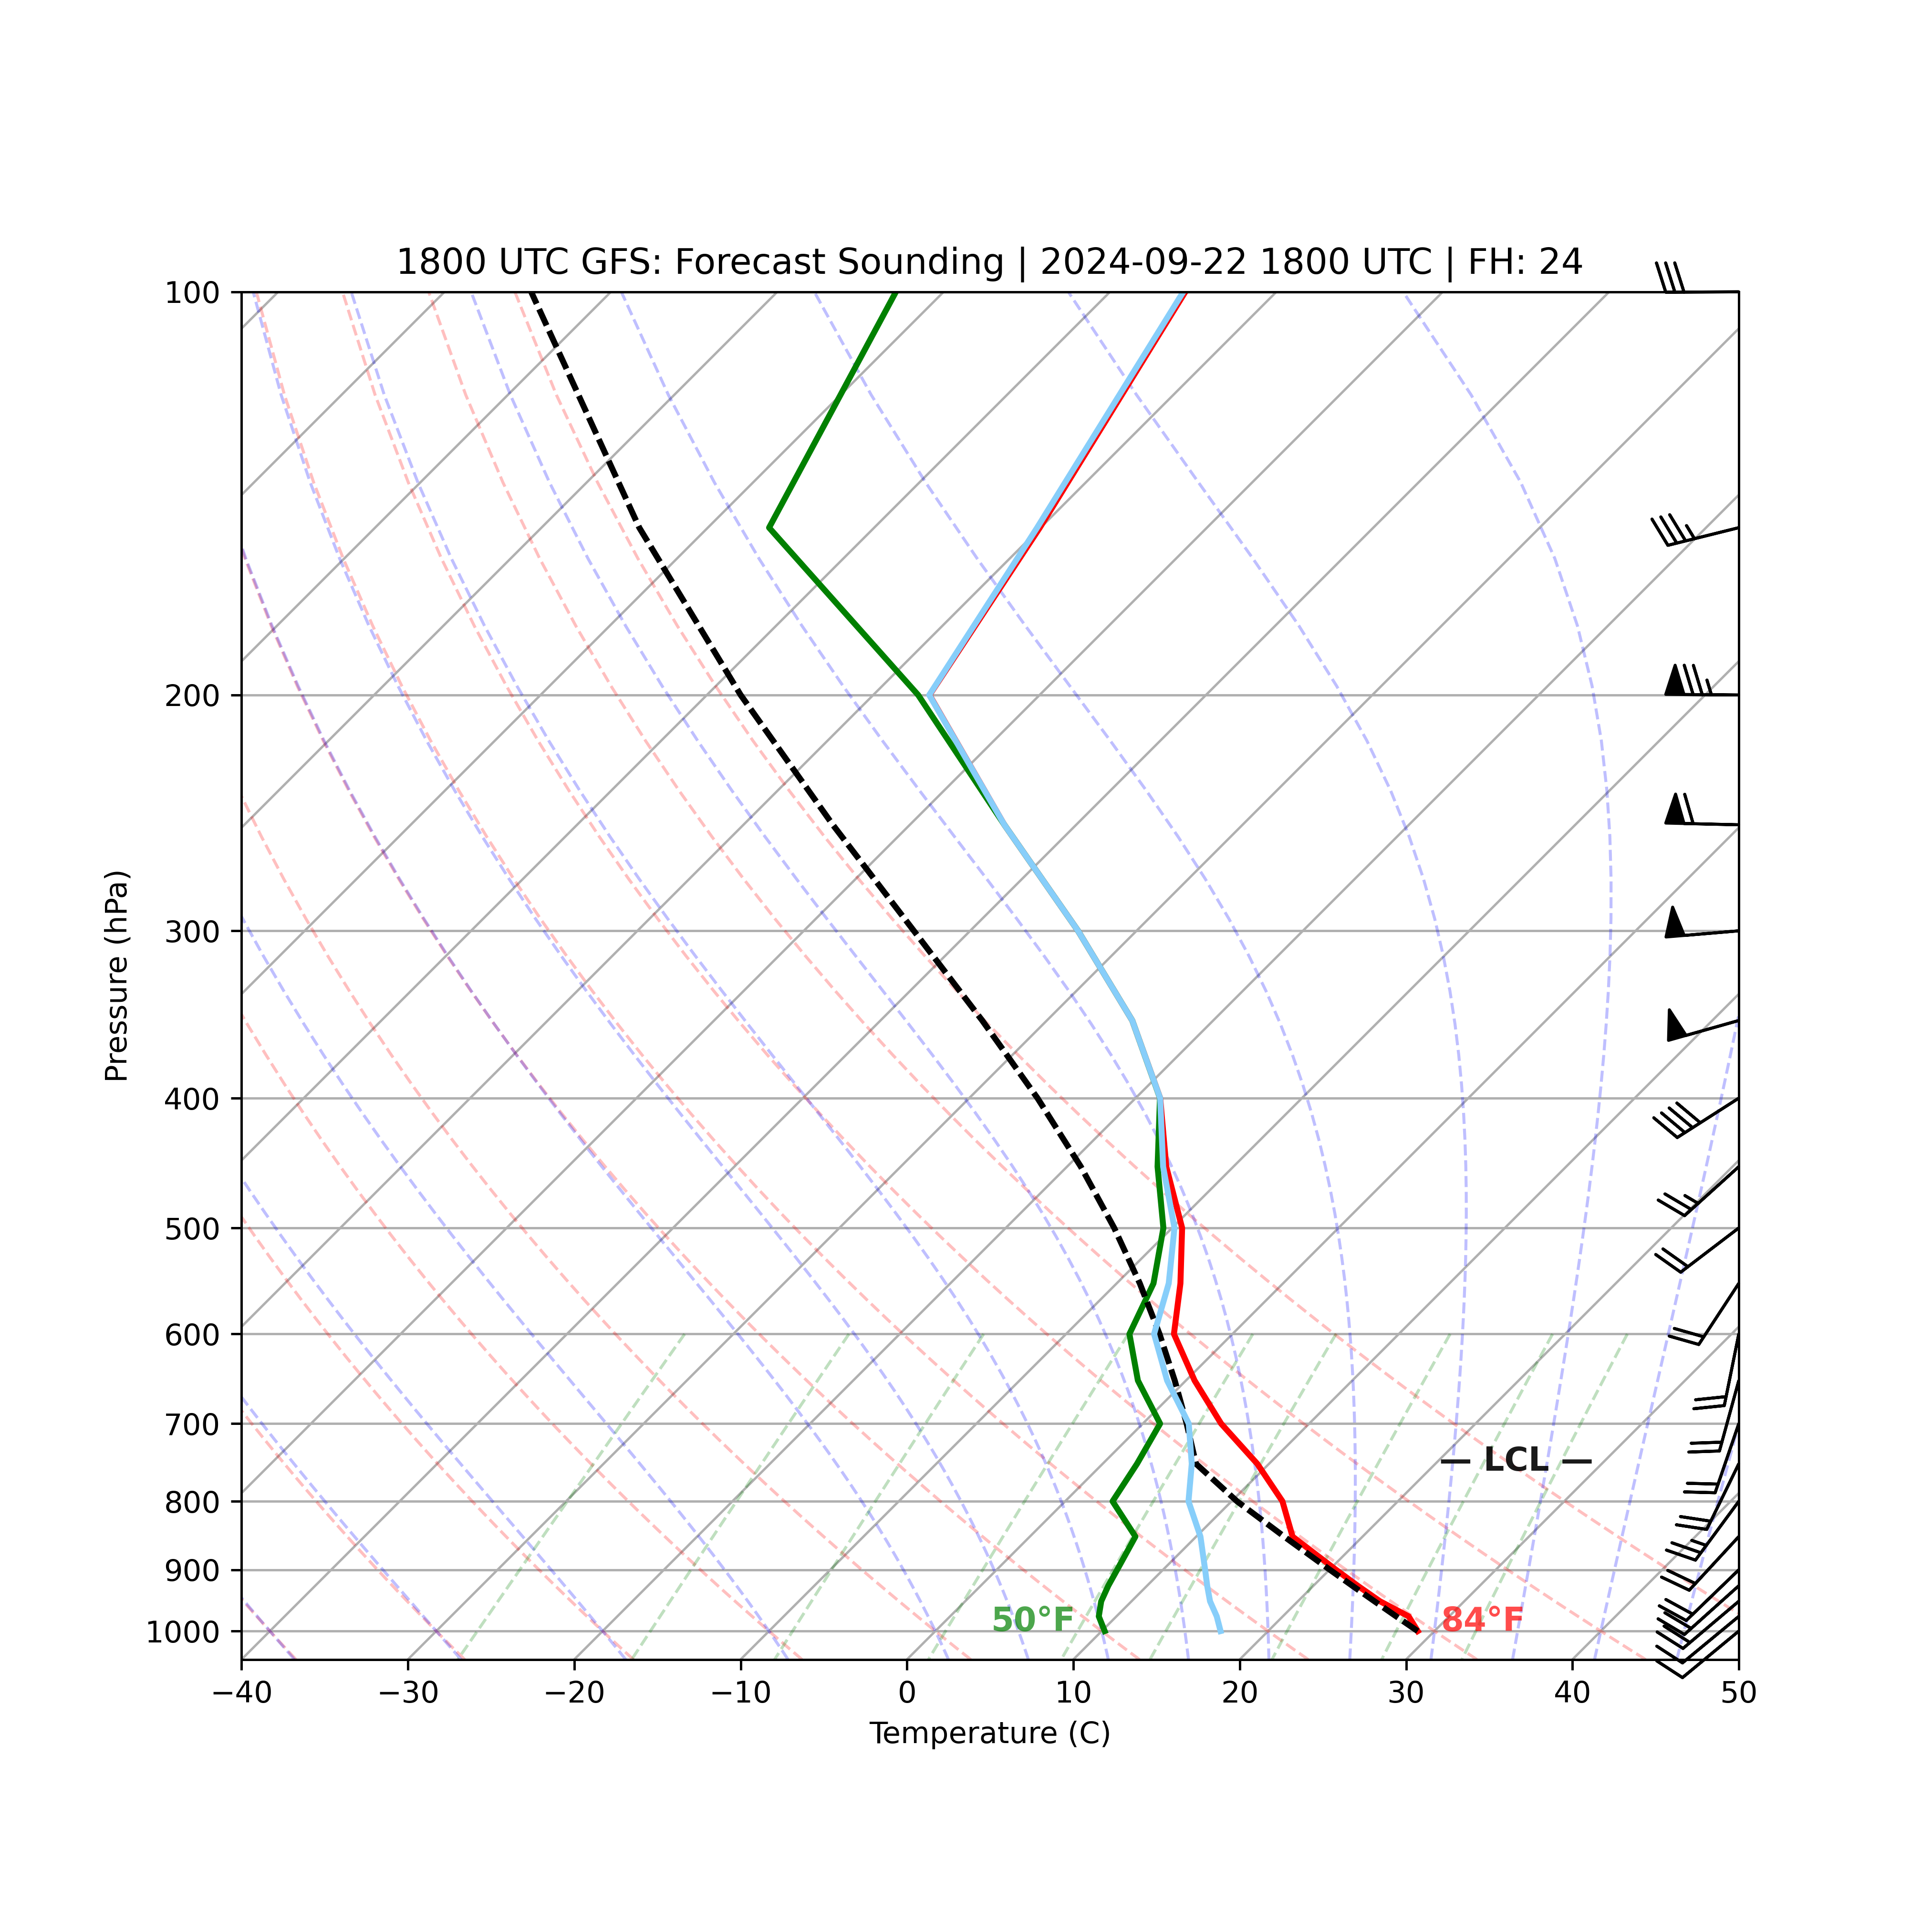 1800 UTC GFS: Forecast Sounding | 2024-09-22 1800 UTC | FH: 24
100
200
300
400
500
600
700
800
900
1000
Pressure (hPa)
— LCL —
50°F
84°F
−40 −30 −20 −10 0 10 20 30 40 50
Temperature (C)